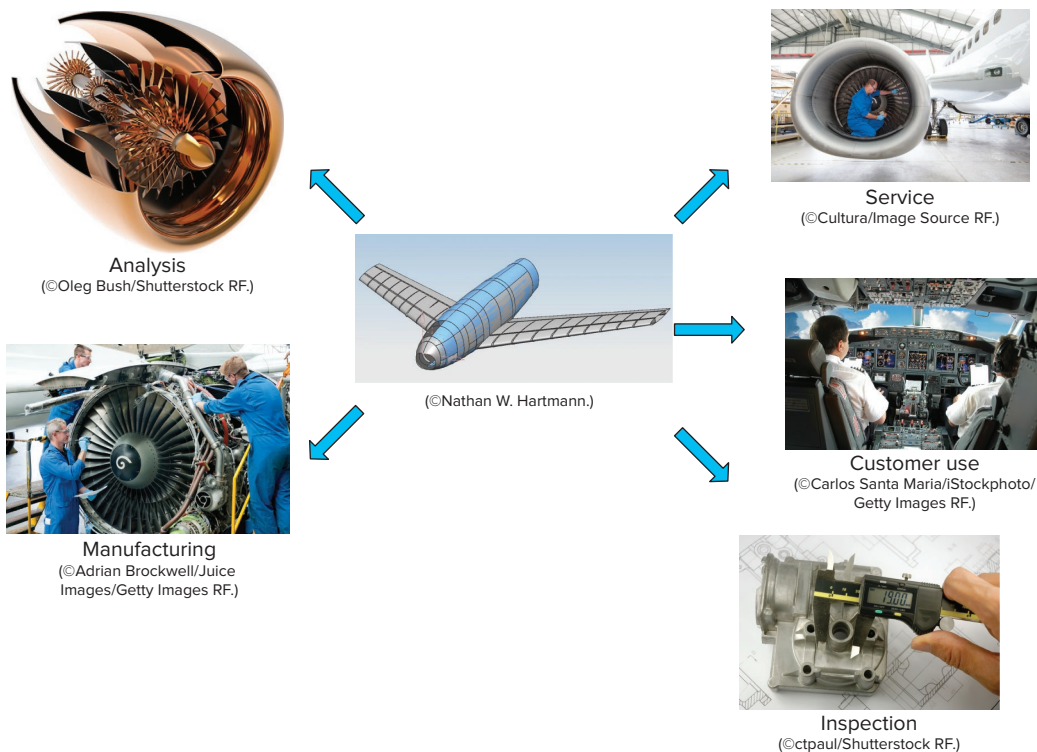 Analysis
(©Oleg Bush/Shutterstock RF.)
Service
(©Cultura/Image Source RF.)
(©Nathan W. Hartmann.)
Manufacturing
(©Adrian Brockwell/Juice
Images/Getty Images RF.)
Customer use
(©Carlos Santa Maria/iStockphoto/
Getty Images RF.)
1900
Inspection
(©ctpaul/Shutterstock RF.)